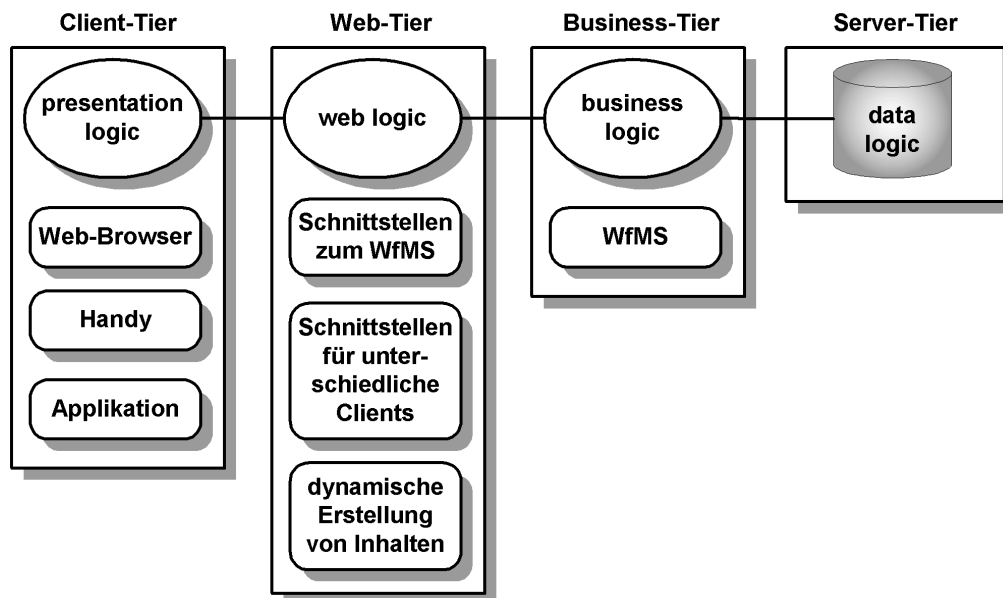 Client-Tier
presentation
logic
Web-Browser
Handy
Applikation
Web-Tier
web logic
Schnittstellen
zum WfMS
Schnittstellen
für unter-
schiedliche
Clients
dynamische
Erstellung
von Inhalten
Business-Tier
business
logic
WfMS
Server-Tier
data
logic